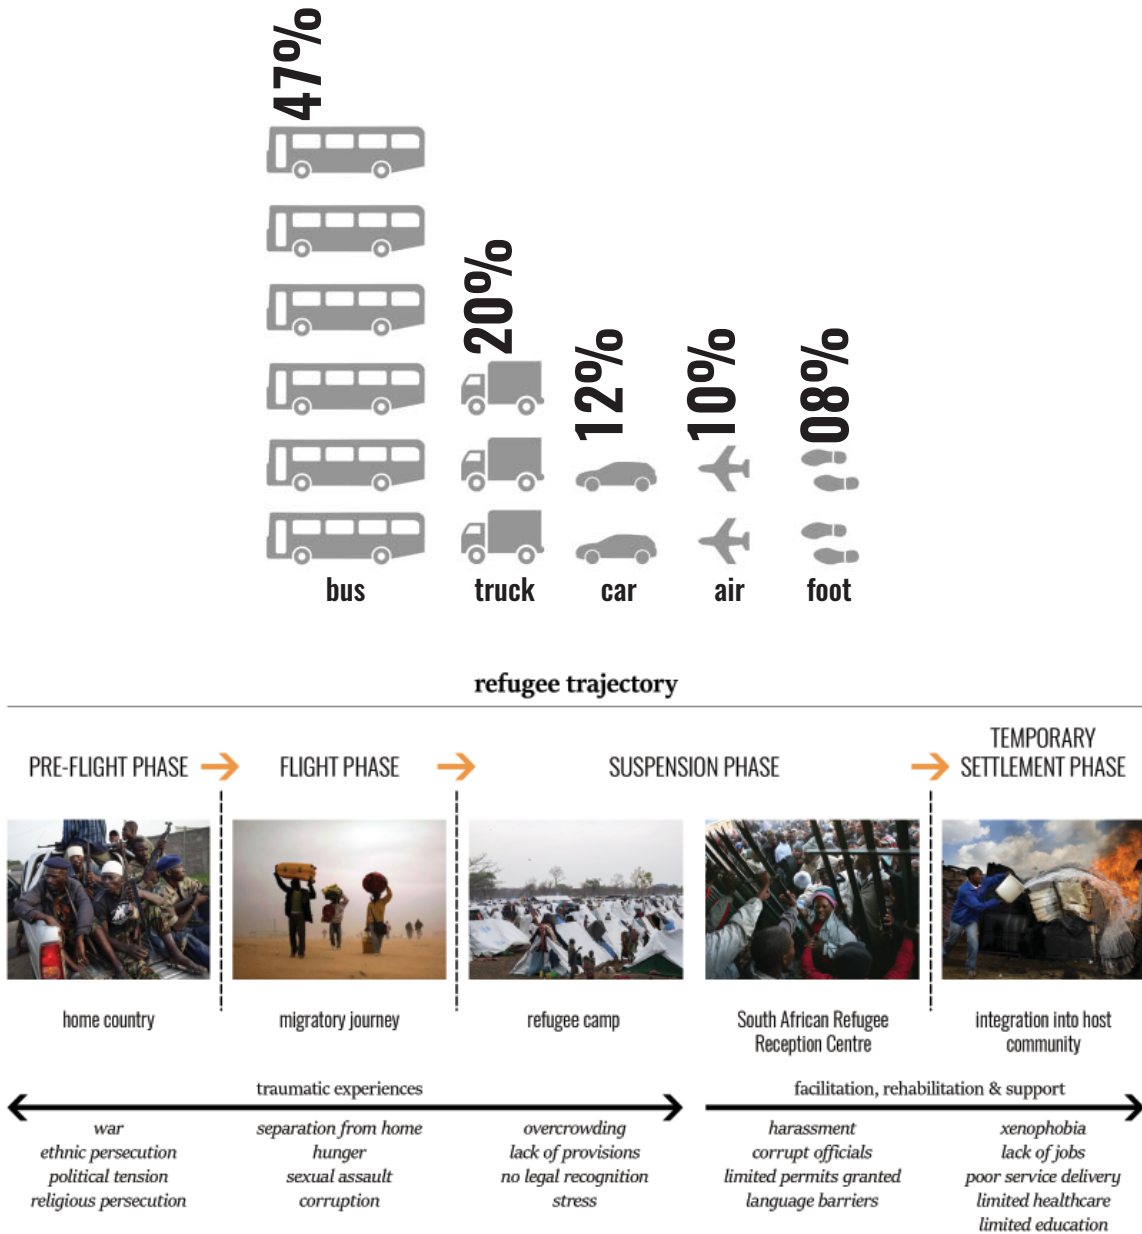 47%
20%
12%
10%
08%
bus
truck
car
air
foot
refugee trajectory
PRE-FLIGHT PHASE
FLIGHT PHASE
SUSPENSION PHASE
TEMPORARY
SETTLEMENT PHASE
home country
migratory journey
refugee camp
South African Refugee
Reception Centre
integration into host
community
traumatic experiences
facilitation, rehabilitation & support
war
ethnic persecution
political tension
religious persecution
separation from home
hunger
sexual assault
corruption
overcrowding
lack of provisions
no legal recognition
stress
harassment
corrupt officials
limited permits granted
language barriers
xenophobia
lack of jobs
poor service delivery
limited healthcare
limited education